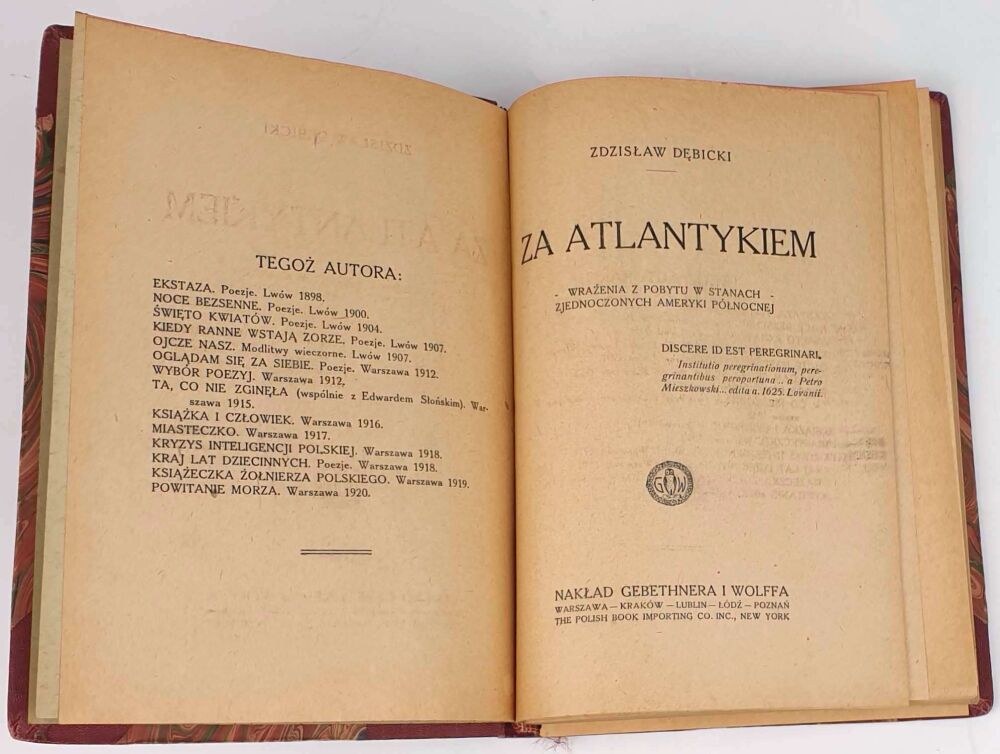 TEGOŻ AUTORA:
EKSTAZA. Poezje. Lwów 1898.
NOCE BEZSENNE. Poezje. Lwów 1900.
ŚWIĘTO KWIATÓW. Poezje. Lwów 1904.
KIEDY RANNE WSTAJĄ ZORZE. Poezje. Lwów 1907.
OJCZE NASZ. Modlitwy wieczorne. Lwów 1907.
OGLĄDAM SIĘ ZA SIEBIE. Poezje. Warszawa 1912.
WYBÓR POEZYJ. Warszawa 1912.
TA, CO NIE ZGINĘŁA (wspólnie z Edwardem Słońskim). War-
szawa 1915.
KSIĄŻKA I CZŁOWIEK. Warszawa 1916.
MIASTECZKO. Warszawa 1917.
KRYZYS INTELIGENCJI POLSKIEJ. Warszawa 1918.
KRAJ LAT DZIECINNYCH. Poezje. Warszawa 1918.
KSIĄŻECZKA ŻOŁNIERZA POLSKIEGO. Warszawa 1919.
POWITANIE MORZA. Warszawa 1920.
ZDZISŁAW DĘBICKI
ZA ATLANTYKIEM
- WRAŻENIA Z POBYTU W STANACH -
ZJEDNOCZONYCH AMERYKI PÓŁNOCNEJ
DISCERE ID EST PEREGRINARI.
Institutio peregrinationum, pere-
grinantibus peroportuna... a Petro
Mieszkowski... edita a. 1625. Lovanii.
G W
NAKŁAD GEBETHNERA I WOLFFA
WARSZAWA — KRAKÓW — LUBLIN — ŁÓDŹ — POZNAŃ
THE POLISH BOOK IMPORTING CO. INC., NEW YORK